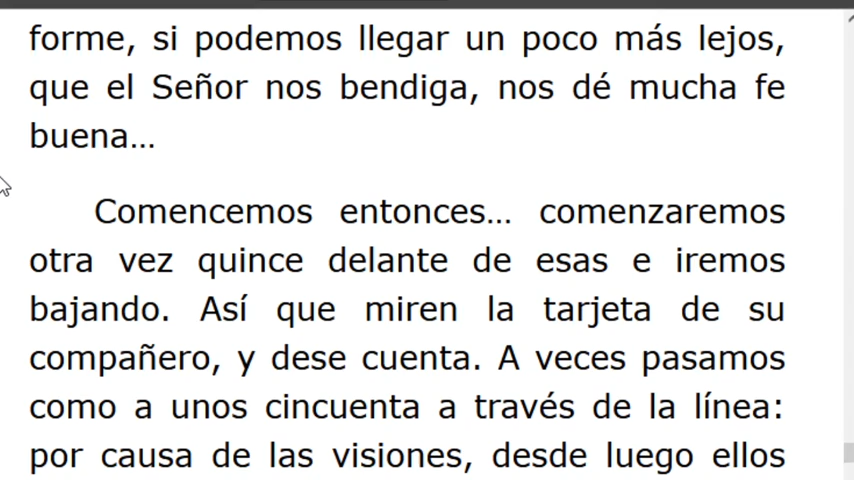 forme, si podemos llegar un poco más lejos,
que el Señor nos bendiga, nos dé mucha fe
buena…
Comencemos entonces… comenzaremos
otra vez quince delante de esas e iremos
bajando. Así que miren la tarjeta de su
compañero, y dese cuenta. A veces pasamos
como a unos cincuenta a través de la línea:
por causa de las visiones, desde luego ellos